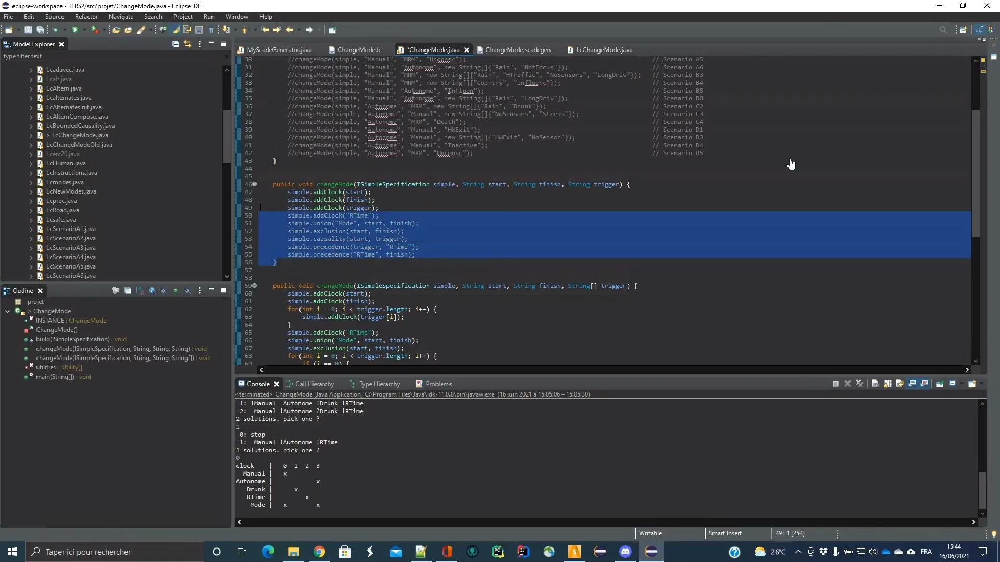 eclipse-workspace - TERS2/src/projet/ChangeMode.java - Eclipse IDE
File Edit Source Refactor Navigate Search Project Run Window Help
Model Explorer
type filter text
Lcadavec.java
Lcalt.java
LcAltern.java
Lcalternates.java
LcAlternatesInit.java
LcAlternCompose.java
LcBoundedCausality.java
> LcChangeMode.java
LcChangeModeOld.java
Lcerc20.java
LcHuman.java
LcInstructions.java
Lcmodes.java
LcNewModes.java
Lcprec.java
LcRoad.java
Lcsafe.java
LcScenarioA1.java
LcScenarioA2.java
LcScenarioA3.java
LcScenarioA4.java
LcScenarioA5.java
LcScenarioA6.java
Outline
projet
> ChangeMode
INSTANCE : ChangeMode
ChangeMode()
build(ISimpleSpecification) : void
changeMode(ISimpleSpecification, String, String, String) : void
changeMode(ISimpleSpecification, String, String, String[]) : void
utilities : IUtility[]
main(String[]) : void
MyScadeGenerator.java ChangeMode.lc *ChangeMode.java ChangeMode.scadegen LcChangeMode.java
30 //changeMode(simple, "Manual", "MRM", "Unconsc"); // Scenario A5
31 //changeMode(simple, "Manual", "Autonome", new String[]{"Rain", "NotFocus"}); // Scenario A6
32 //changeMode(simple, "Manual", "MRM", new String[]{"Rain", "HTraffic", "NoSensors", "LongDriv"}); // Scenario B3
33 //changeMode(simple, "Manual", "MRM", new String[]{"Country", "Influenc"}); // Scenario B4
34 //changeMode(simple, "Manual", "Autonome", "Influen"); // Scenario B5
35 //changeMode(simple, "Manual", "Autonome", new String[]{"Rain", "LongDriv"}); // Scenario B8
36 //changeMode(simple, "Autonome", "MRM", new String[]{"Rain", "Drunk"}); // Scenario C2
37 //changeMode(simple, "Autonome", "Manual", new String[]{"NoSensors", "Stress"}); // Scenario C3
38 //changeMode(simple, "Autonome", "MRM", "Death"); // Scenario C4
39 //changeMode(simple, "Autonome", "Manual", "HWExit"); // Scenario D1
40 //changeMode(simple, "Autonome", "Manual", new String[]{"HWExit", "NoSensor"}); // Scenario D3
41 //changeMode(simple, "Autonome", "Manual", "Inactive"); // Scenario D4
42 //changeMode(simple, "Autonome", "MRM", "Unconsc"); // Scenario D5
43 }
44
45
46 public void changeMode(ISimpleSpecification simple, String start, String finish, String trigger) {
47 simple.addClock(start);
48 simple.addClock(finish);
49 simple.addClock(trigger);
50 simple.addClock("RTime");
51 simple.union("Mode", start, finish);
52 simple.exclusion(start, finish);
53 simple.causality(start, trigger);
54 simple.precedence(trigger, "RTime");
55 simple.precedence("RTime", finish);
56 }
57
58
59 public void changeMode(ISimpleSpecification simple, String start, String finish, String[] trigger) {
60 simple.addClock(start);
61 simple.addClock(finish);
62 for(int i = 0; i < trigger.length; i++) {
63 simple.addClock(trigger[i]);
64 }
65 simple.addClock("RTime");
66 simple.union("Mode", start, finish);
67 simple.exclusion(start, finish);
68 for(int i = 0; i < trigger.length; i++) {
69 if (i == 0) {
Console Call Hierarchy Type Hierarchy Problems
<terminated> ChangeMode [Java Application] C:\Program Files\Java\jdk-11.0.8\bin\javaw.exe (16 juin 2021 à 15:05:06 – 15:05:30)
1: !Manual Autonome !Drunk !RTime
2: Manual !Autonome ?Drunk !RTime
2 solutions. pick one ?
1
0: stop
1: Manual !Autonome !RTime
1 solutions. pick one ?
0
clock | 0 1 2 3
Manual | x
Autonome | x
Drunk | x
RTime | x
Mode | x x
Writable Smart Insert 49 : 1 [254]
Taper ici pour rechercher
26°C FRA 15:44
16/06/2021